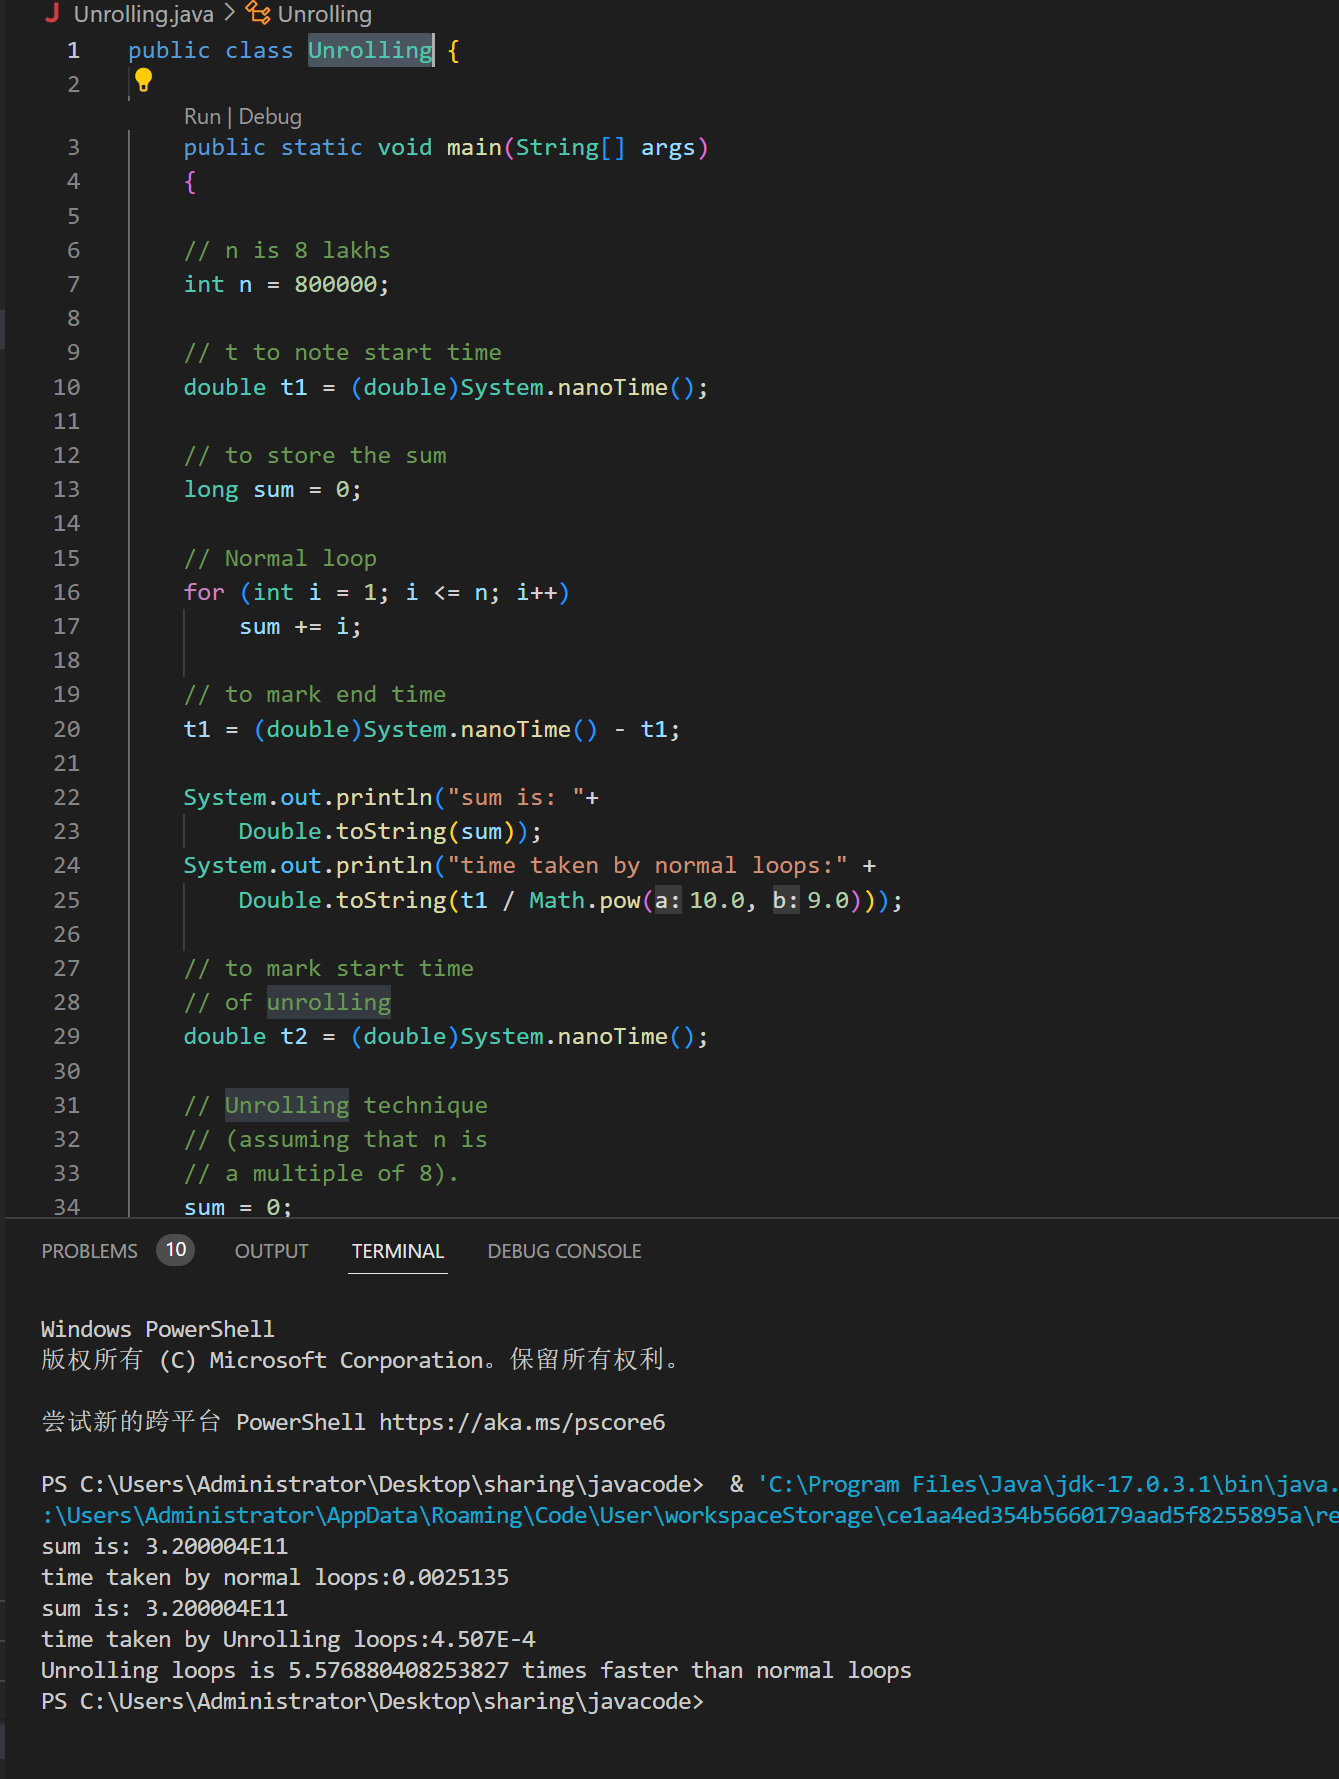 Unrolling.java > Unrolling
1 public class Unrolling {
2
Run | Debug
3 public static void main(String[] args)
4 {
5
6 // n is 8 lakhs
7 int n = 800000;
8
9 // t to note start time
10 double t1 = (double)System.nanoTime();
11
12 // to store the sum
13 long sum = 0;
14
15 // Normal loop
16 for (int i = 1; i <= n; i++)
17 sum += i;
18
19 // to mark end time
20 t1 = (double)System.nanoTime() - t1;
21
22 System.out.println("sum is: "+
23 Double.toString(sum));
24 System.out.println("time taken by normal loops:" +
25 Double.toString(t1 / Math.pow(a: 10.0, b: 9.0)));
26
27 // to mark start time
28 // of unrolling
29 double t2 = (double)System.nanoTime();
30
31 // Unrolling technique
32 // (assuming that n is
33 // a multiple of 8).
34 sum = 0;
PROBLEMS 10 OUTPUT TERMINAL DEBUG CONSOLE
Windows PowerShell
版权所有 (C) Microsoft Corporation。保留所有权利。
尝试新的跨平台 PowerShell https://aka.ms/pscore6
PS C:\Users\Administrator\Desktop\sharing\javacode>  & 'C:\Program Files\Java\jdk-17.0.3.1\bin\java.
:\Users\Administrator\AppData\Roaming\Code\User\workspaceStorage\ce1aa4ed354b5660179aad5f8255895a\re
sum is: 3.200004E11
time taken by normal loops:0.0025135
sum is: 3.200004E11
time taken by Unrolling loops:4.507E-4
Unrolling loops is 5.576880408253827 times faster than normal loops
PS C:\Users\Administrator\Desktop\sharing\javacode>